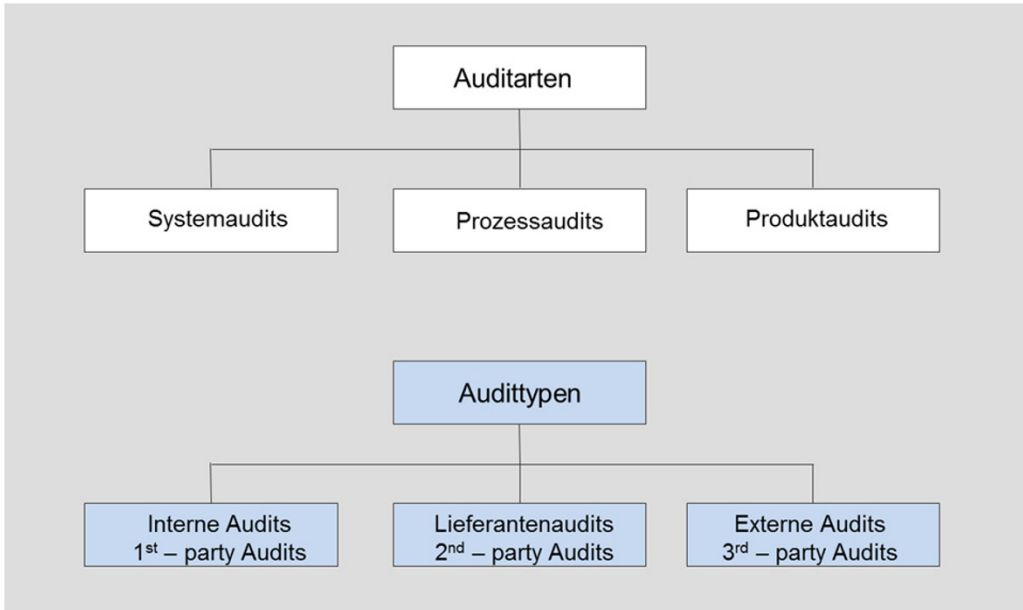 Auditarten
Systemaudits
Prozessaudits
Produktaudits
Audittypen
Interne Audits
1st – party Audits
Lieferantenaudits
2nd – party Audits
Externe Audits
3rd – party Audits